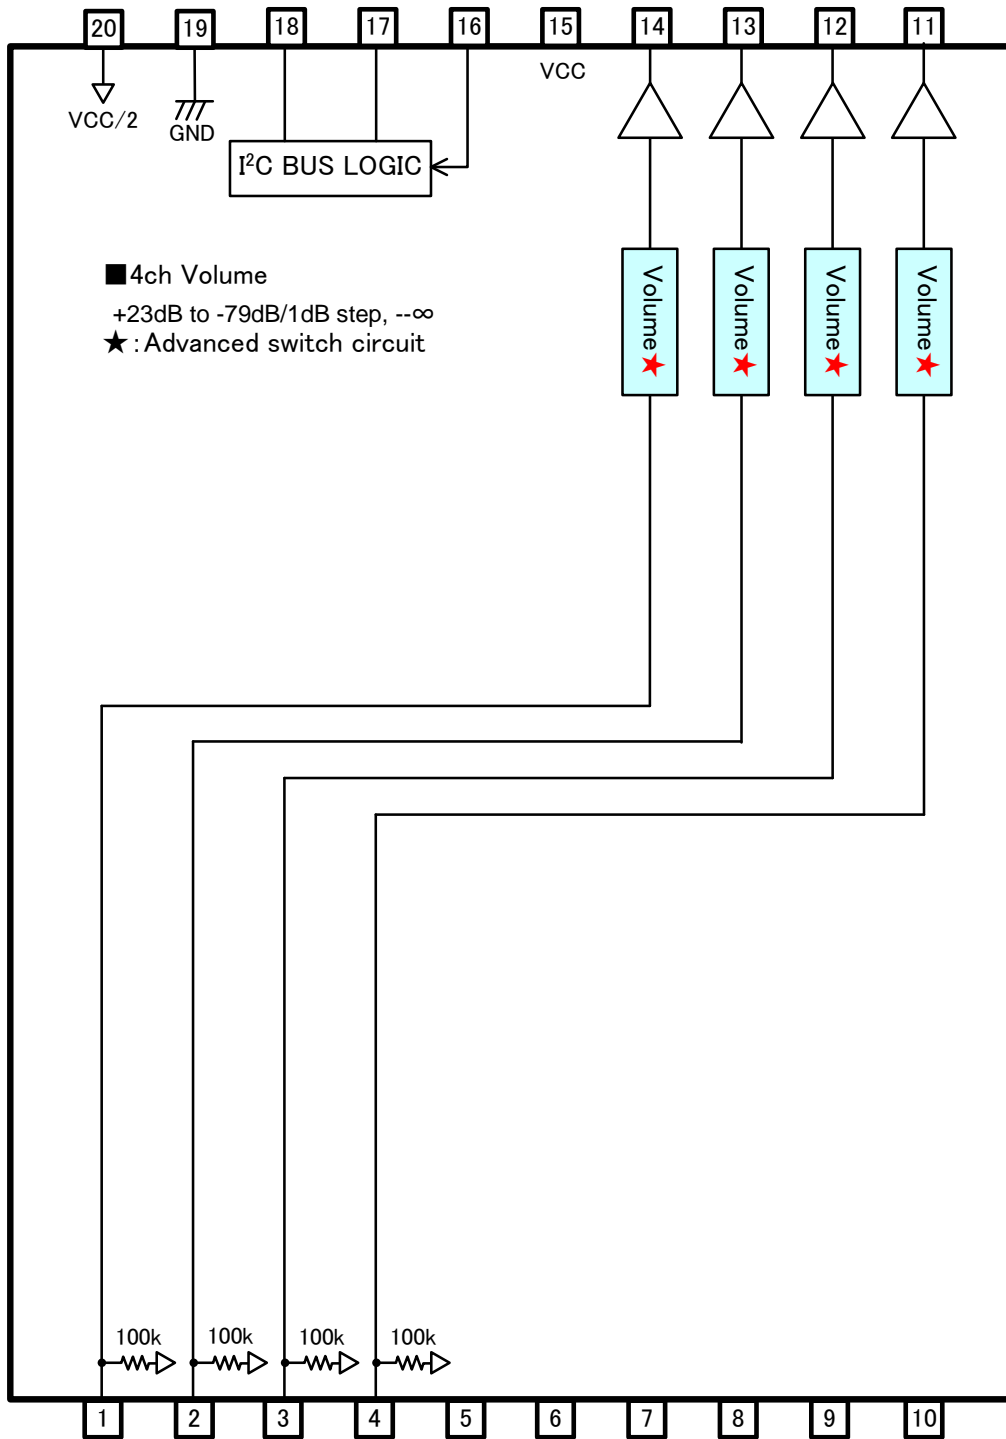 20 19 18 17 16 15 14 13 12 11
VCC
VCC/2
GND
I²C BUS LOGIC
■4ch Volume
+23dB to -79dB/1dB step, --∞
★:Advanced switch circuit
Volume★
Volume★
Volume★
Volume★
100k 100k 100k 100k
1 2 3 4 5 6 7 8 9 10